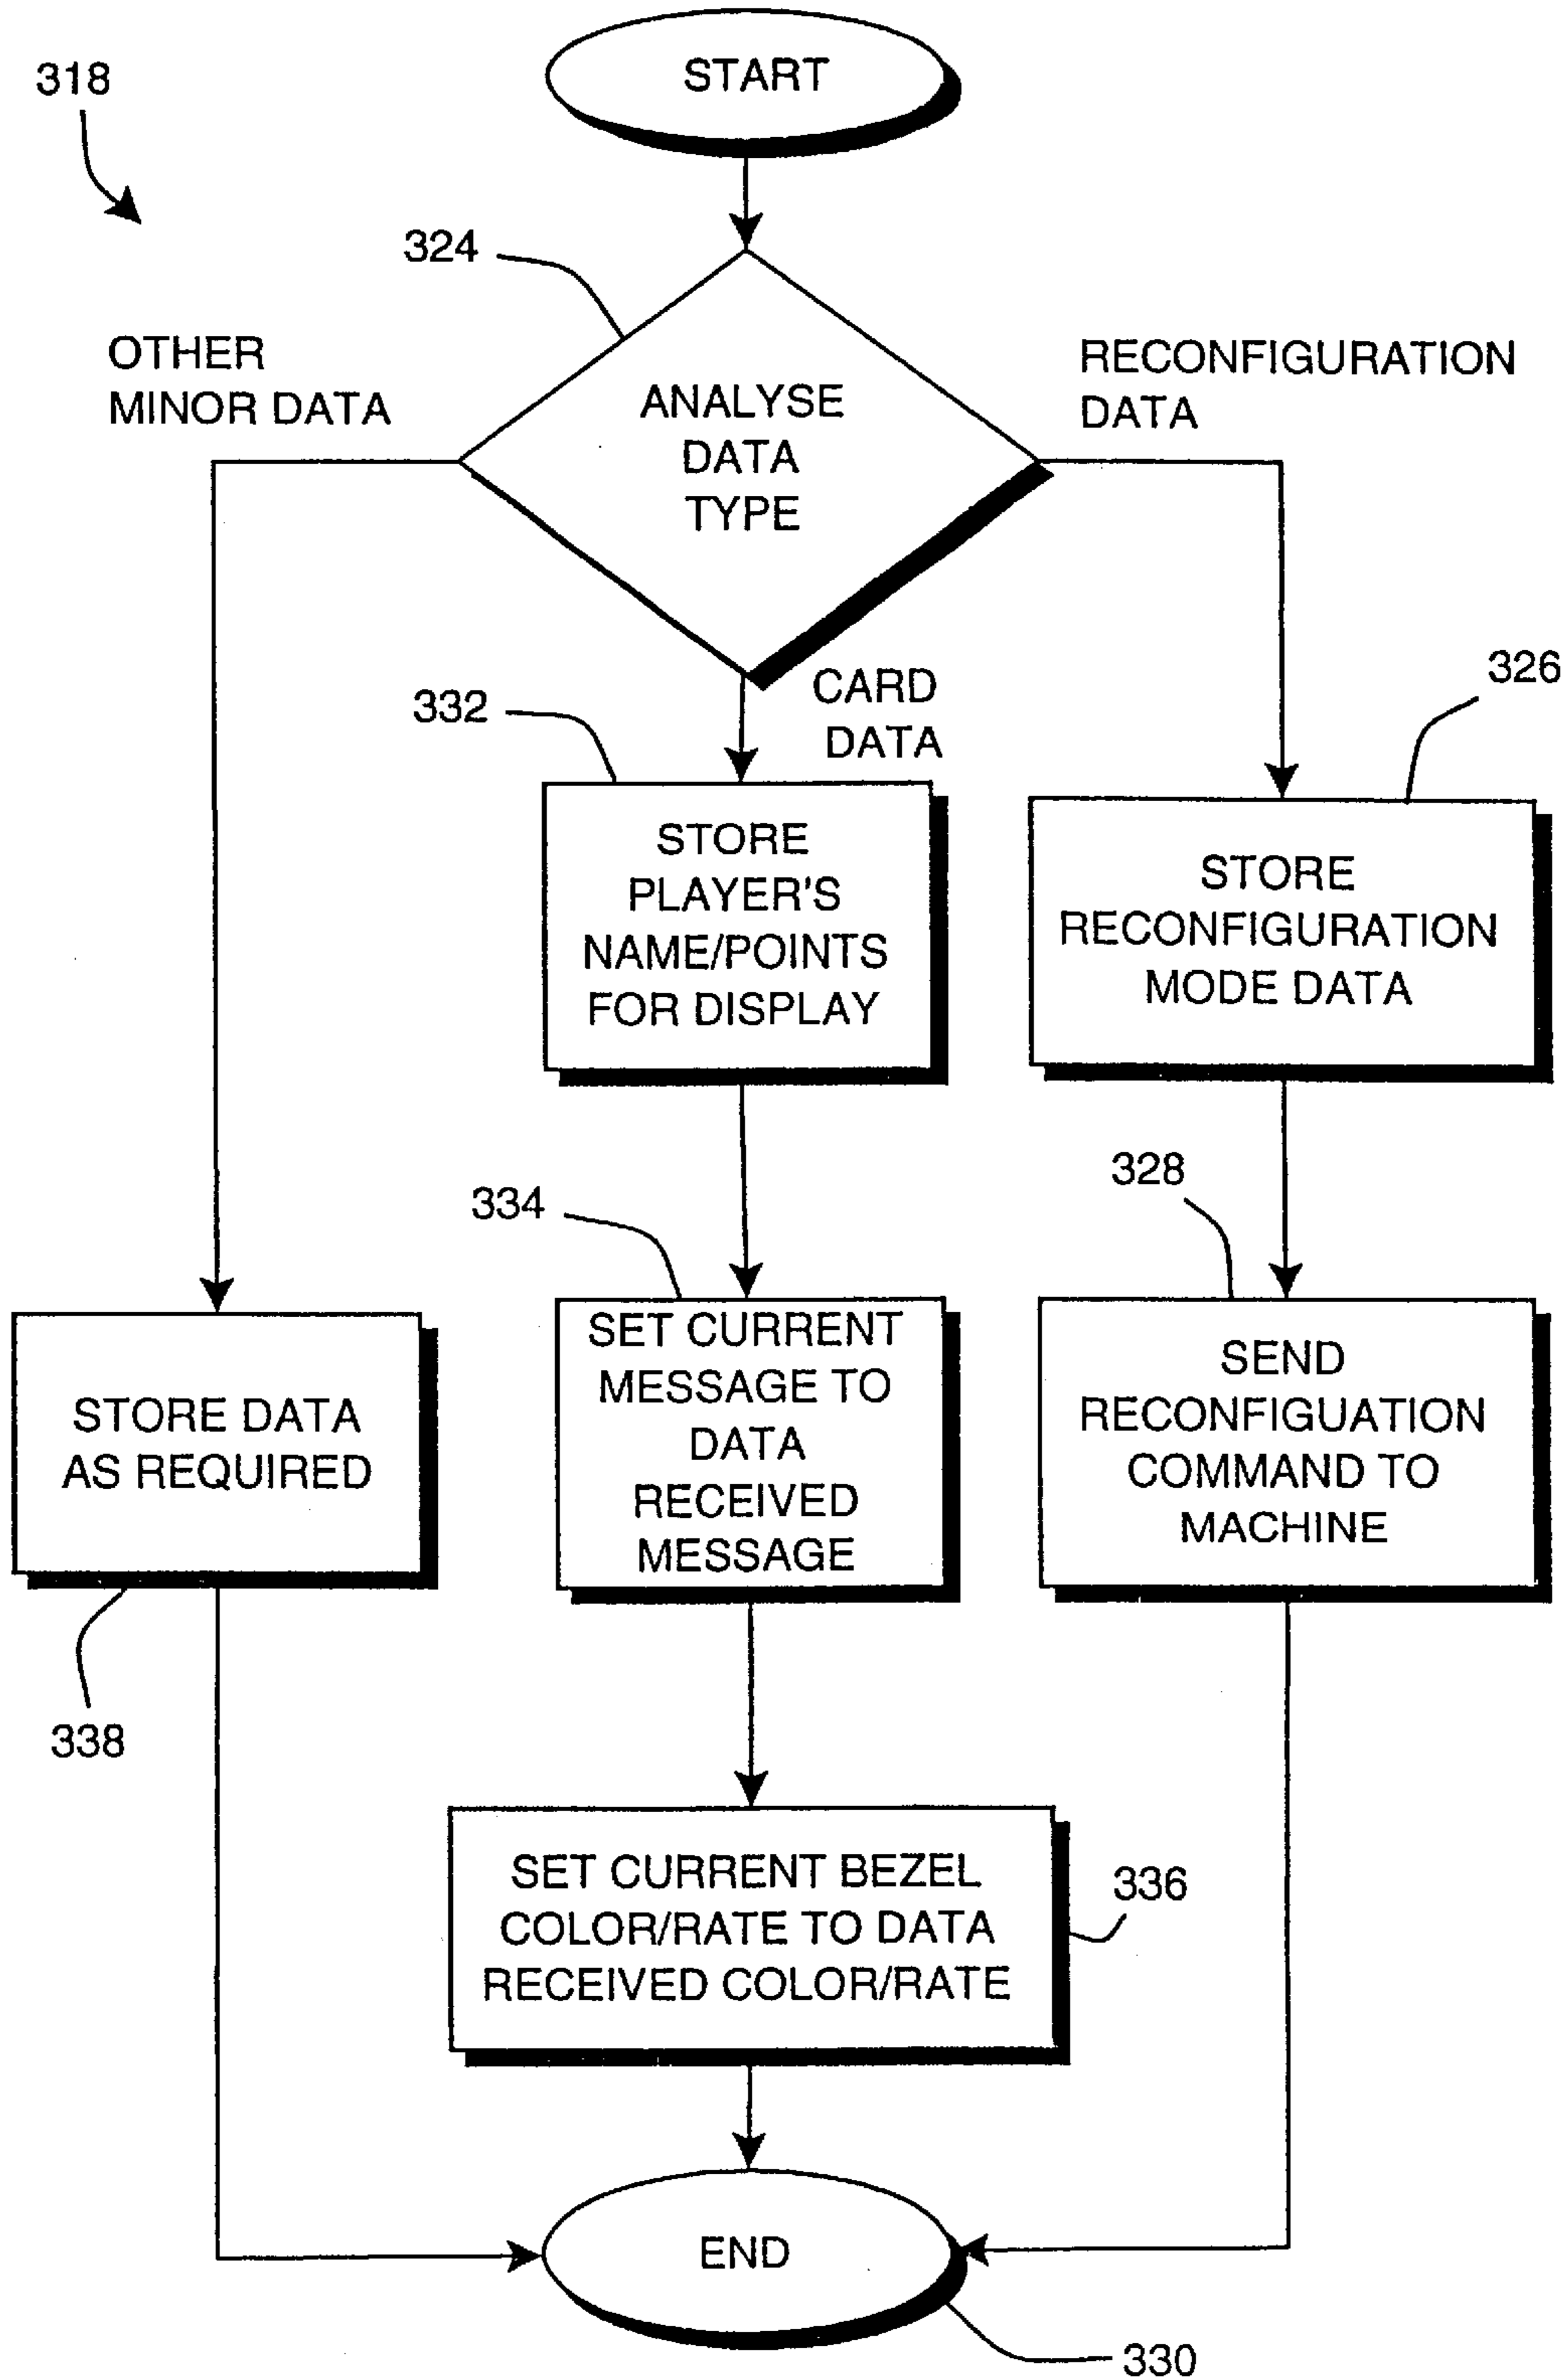 318
START
324
OTHER
MINOR DATA
ANALYSE
DATA
TYPE
RECONFIGURATION
DATA
CARD
DATA
332
326
STORE
PLAYER'S
NAME/POINTS
FOR DISPLAY
STORE
RECONFIGURATION
MODE DATA
334
328
STORE DATA
AS REQUIRED
SET CURRENT
MESSAGE TO
DATA
RECEIVED
MESSAGE
SEND
RECONFIGUATION
COMMAND TO
MACHINE
338
SET CURRENT BEZEL
COLOR/RATE TO DATA
RECEIVED COLOR/RATE
336
END
330